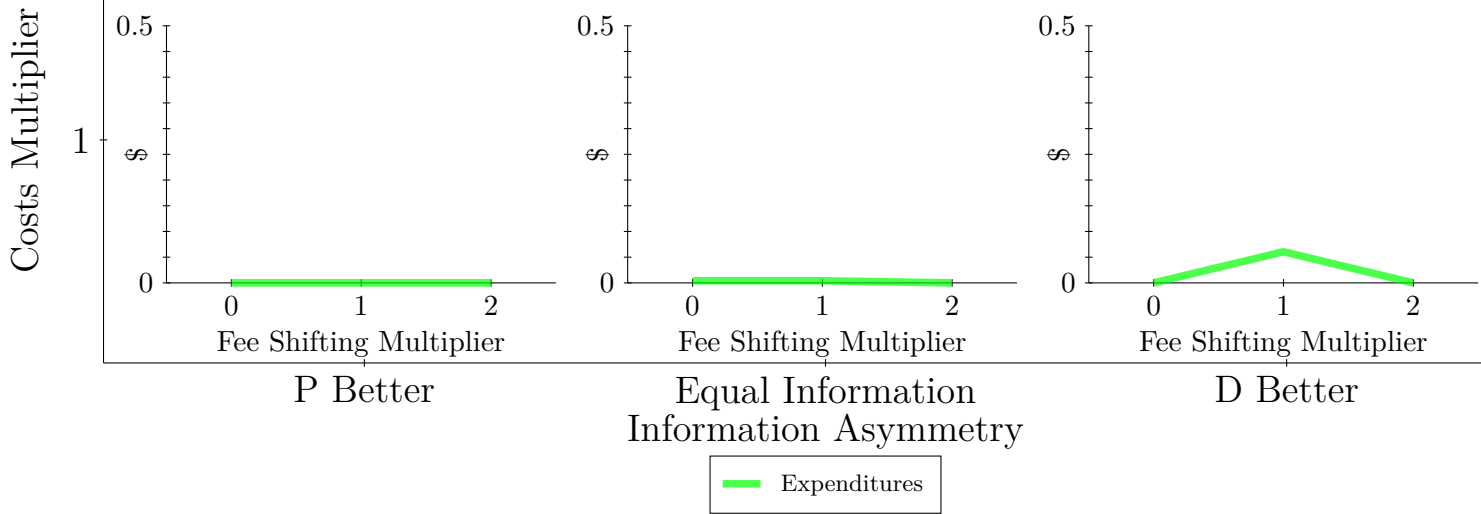 Costs Multiplier
1
0.5
$
0
0 1 2
Fee Shifting Multiplier
0.5
$
0
0 1 2
Fee Shifting Multiplier
0.5
$
0
0 1 2
Fee Shifting Multiplier
P Better
Equal Information
D Better
Information Asymmetry
Expenditures